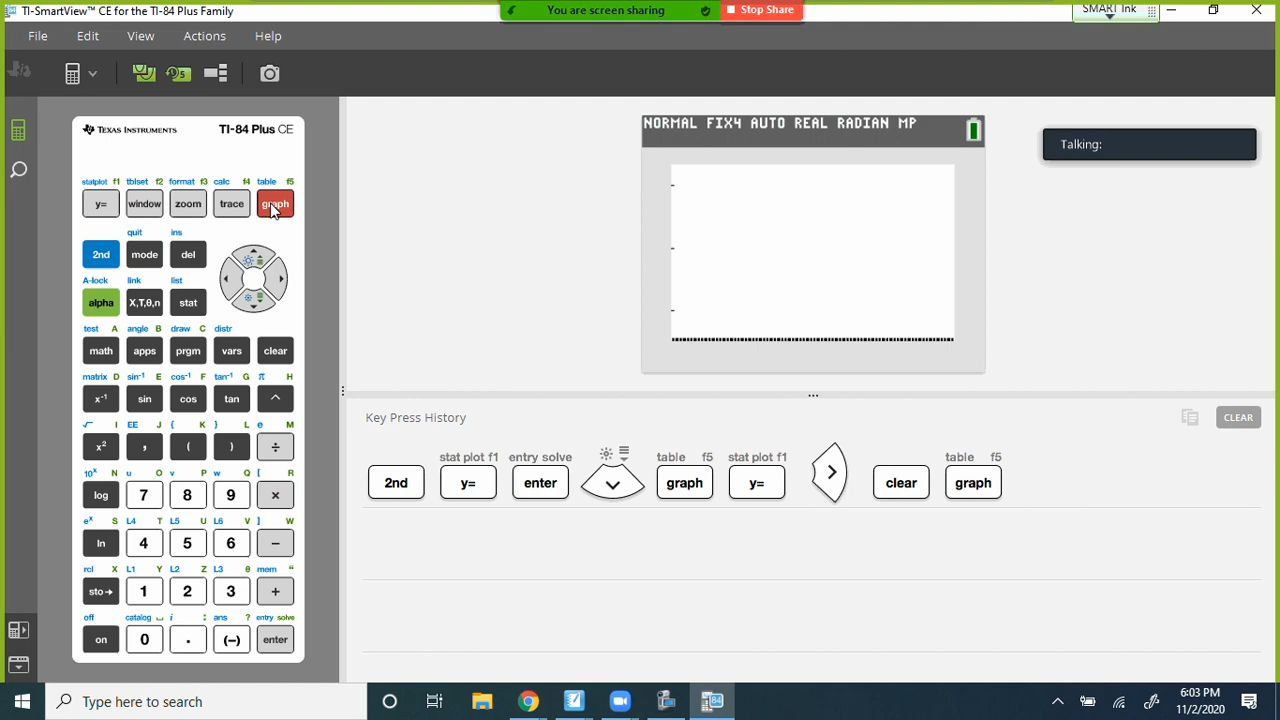 TI-SmartView™ CE for the TI-84 Plus Family
You are screen sharing
Stop Share
SMART Ink
File Edit View Actions Help
TEXAS INSTRUMENTS TI-84 Plus CE
statplot f1 tblset f2 format f3 calc f4 table f5
y= window zoom trace graph
quit ins
2nd mode del
A-lock link list
alpha X,T,θ,n stat
test A angle B draw C distr
math apps prgm vars clear
matrix D sin⁻¹ E cos⁻¹ F tan⁻¹ G π H
x⁻¹ sin cos tan ^
√ I EE J { K } L e M
x² , ( ) ÷
10ˣ N u O v P w Q [ R
log 7 8 9 ×
eˣ S L4 T L5 U L6 V ] W
ln 4 5 6 −
rcl X L1 Y L2 Z L3 θ mem "
sto→ 1 2 3 +
off catalog ⎵ i : ans ? entry solve
on 0 . (−) enter
NORMAL FIX4 AUTO REAL RADIAN MP
Talking:
Key Press History
CLEAR
stat plot f1 entry solve table f5 stat plot f1 table f5
2nd y= enter graph y= clear graph
Type here to search
6:03 PM
11/2/2020